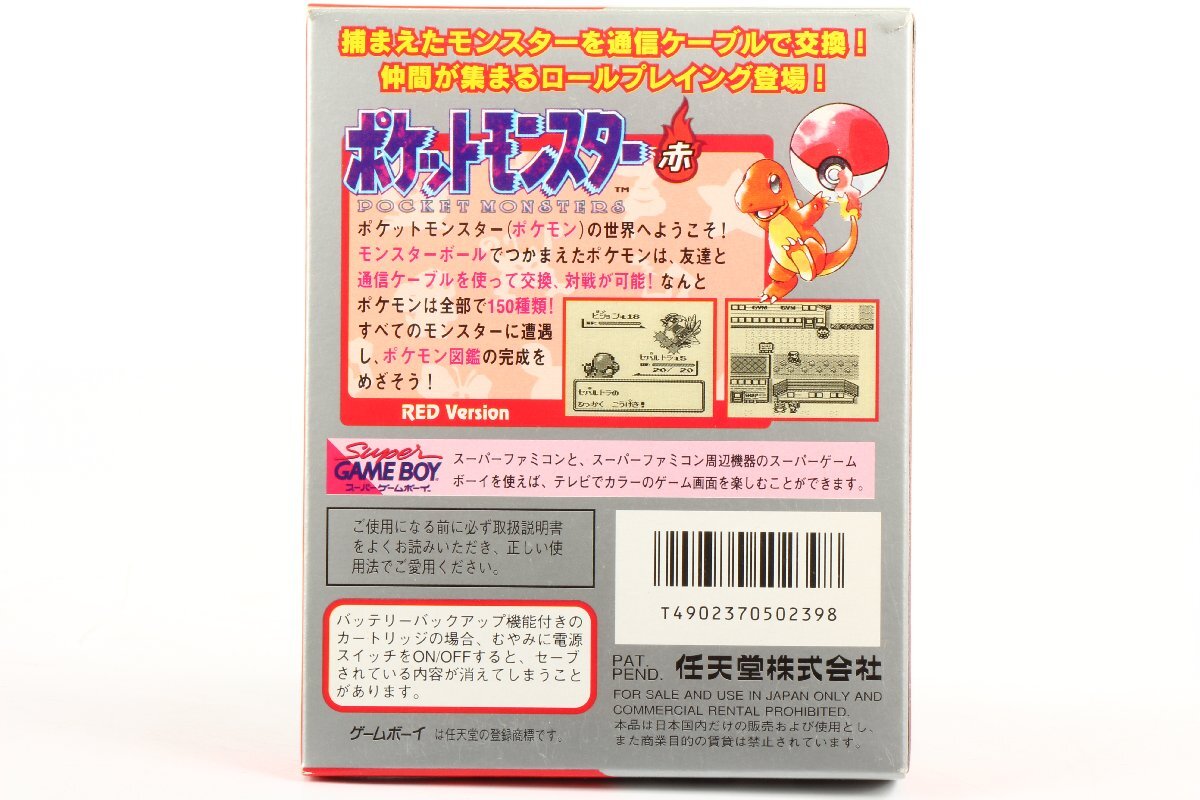 捕まえたモンスターを通信ケーブルで交換！
仲間が集まるロールプレイング登場！
ポケットモンスター 赤
TM
POCKET MONSTERS
ポケットモンスター(ポケモン)の世界へようこそ!
モンスターボールでつかまえたポケモンは、友達と
通信ケーブルを使って交換、対戦が可能! なんと
ポケモンは全部で150種類!
すべてのモンスターに遭遇
し、ポケモン図鑑の完成を
めざそう!
RED Version
20/ 20
ひっかく こうげき!
GYM GYM
Super
GAME BOY
スーパーゲームボーイ
スーパーファミコンと、スーパーファミコン周辺機器のスーパーゲーム
ボーイを使えば、テレビでカラーのゲーム画面を楽しむことができます。
ご使用になる前に必ず取扱説明書
をよくお読みいただき、正しい使
用法でご愛用ください。
T4902370502398
バッテリーバックアップ機能付きの
カートリッジの場合、むやみに電源
スイッチをON/OFFすると、セーブ
されている内容が消えてしまうこと
があります。
PAT.
PEND. 任天堂株式会社
FOR SALE AND USE IN JAPAN ONLY AND
COMMERCIAL RENTAL PROHIBITED.
本品は日本国内だけの販売および使用とし、
また商業目的の賃貸は禁止されています。
ゲームボーイ は任天堂の登録商標です。